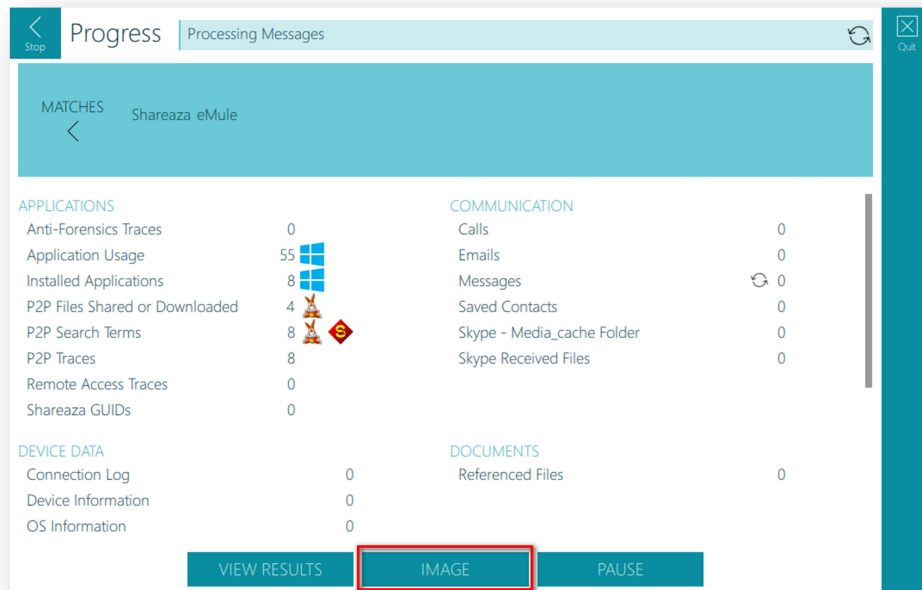 Progress
Processing Messages
Stop
Quit
MATCHES
Shareaza eMule
APPLICATIONS
Anti-Forensics Traces 0
Application Usage 55
Installed Applications 8
P2P Files Shared or Downloaded 4
P2P Search Terms 8 S
P2P Traces 8
Remote Access Traces 0
Shareaza GUIDs 0
COMMUNICATION
Calls 0
Emails 0
Messages 0
Saved Contacts 0
Skype - Media_cache Folder 0
Skype Received Files 0
DEVICE DATA
Connection Log 0
Device Information 0
OS Information 0
DOCUMENTS
Referenced Files 0
VIEW RESULTS
IMAGE
PAUSE